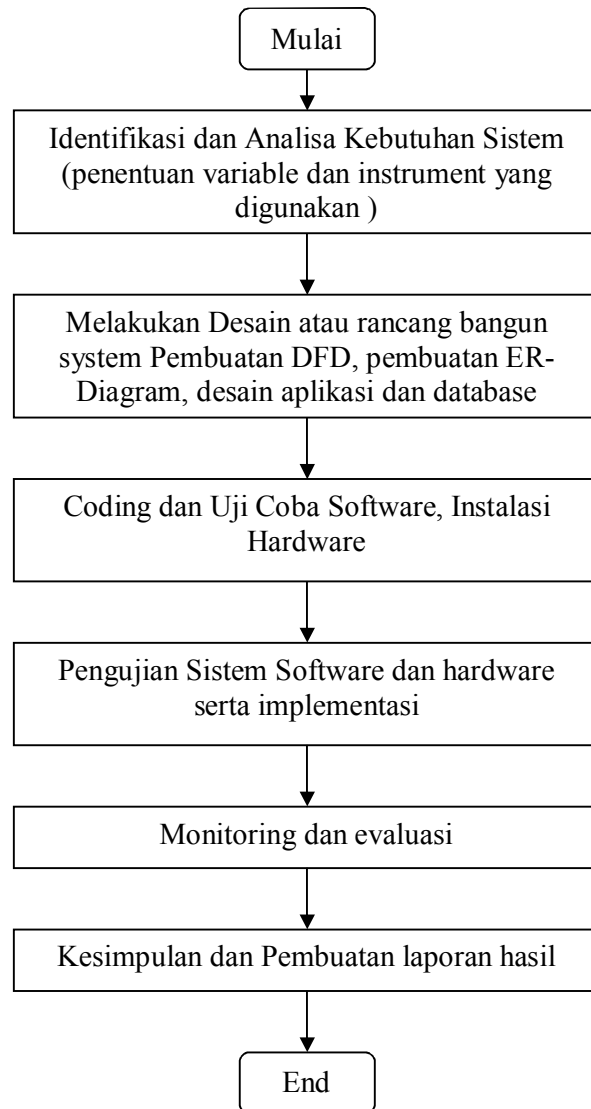 Mulai
Identifikasi dan Analisa Kebutuhan Sistem
(penentuan variable dan instrument yang
digunakan )
Melakukan Desain atau rancang bangun
system Pembuatan DFD, pembuatan ER-
Diagram, desain aplikasi dan database
Coding dan Uji Coba Software, Instalasi
Hardware
Pengujian Sistem Software dan hardware
serta implementasi
Monitoring dan evaluasi
Kesimpulan dan Pembuatan laporan hasil
End